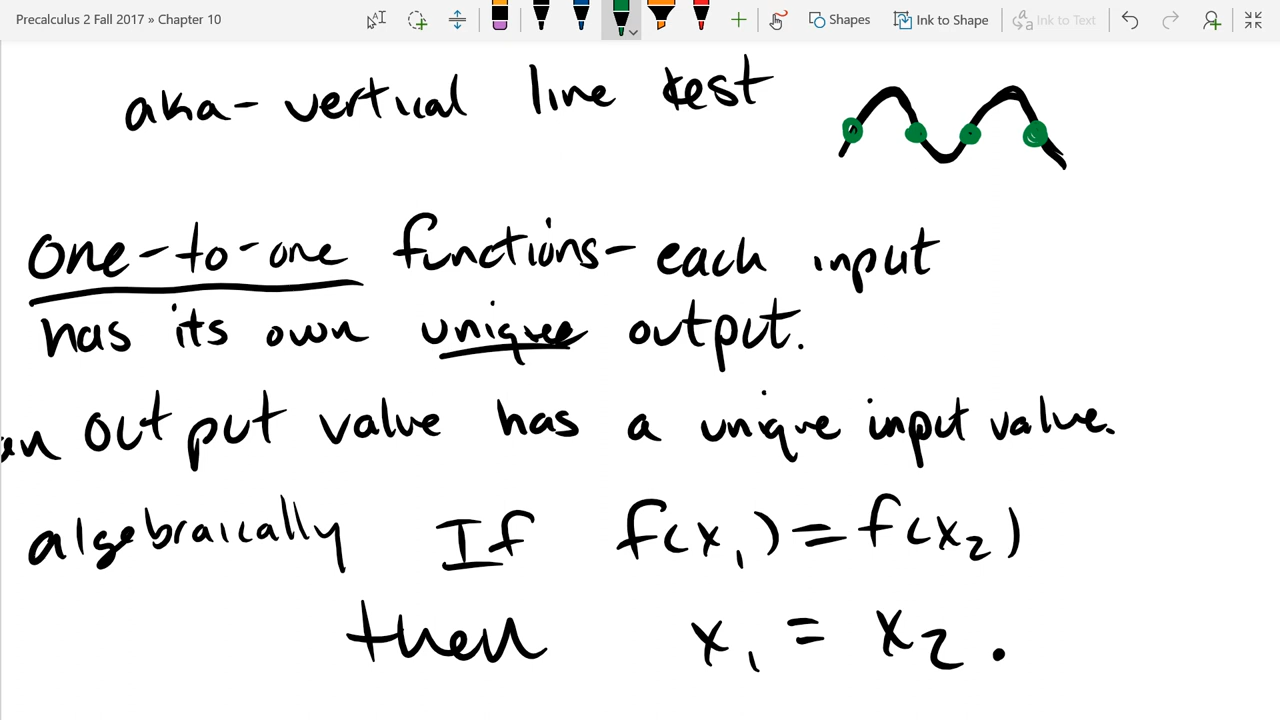 Precalculus 2 Fall 2017 » Chapter 10
Shapes
Ink to Shape
Ink to Text
aka- vertical line test
one-to-one functions- each input
has its own unique output.
output value has a unique input value.
algebraically If f(x₁)=f(x₂)
then x₁ = x₂.